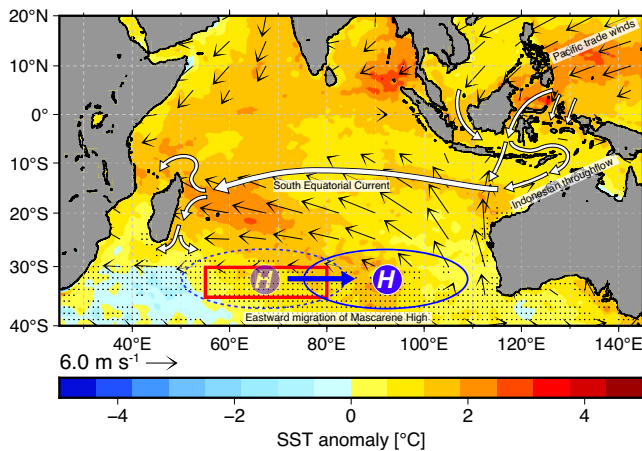 20°N
10°N
0°
10°S
20°S
30°S
40°S
Pacific trade winds
South Equatorial Current
Indonesian throughflow
H
H
Eastward migration of Mascarene High
40°E
60°E
80°E
100°E
120°E
140°E
6.0 m s⁻¹
−4
−2
0
2
4
SST anomaly [°C]